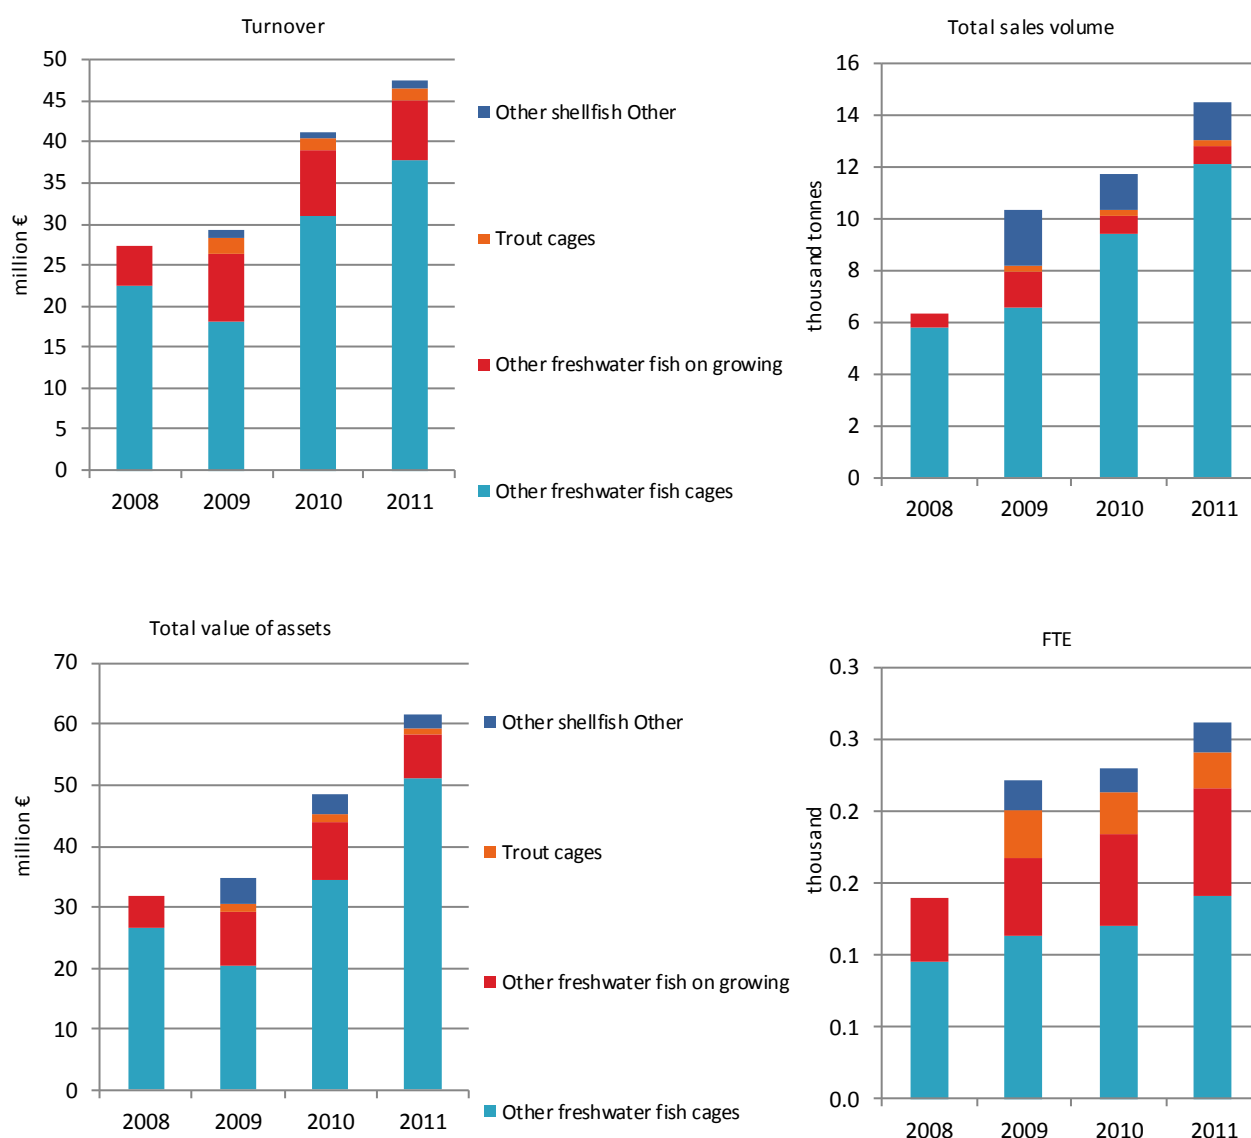 Turnover
50
45
40
35
30
25
20
15
10
5
0
million €
2008 2009 2010 2011
Other shellfish Other
Trout cages
Other freshwater fish on growing
Other freshwater fish cages
Total sales volume
16
14
12
10
8
6
4
2
0
thousand tonnes
2008 2009 2010 2011
Total value of assets
70
60
50
40
30
20
10
0
million €
2008 2009 2010 2011
Other shellfish Other
Trout cages
Other freshwater fish on growing
Other freshwater fish cages
FTE
0.3
0.3
0.2
0.2
0.1
0.1
0.0
thousand
2008 2009 2010 2011